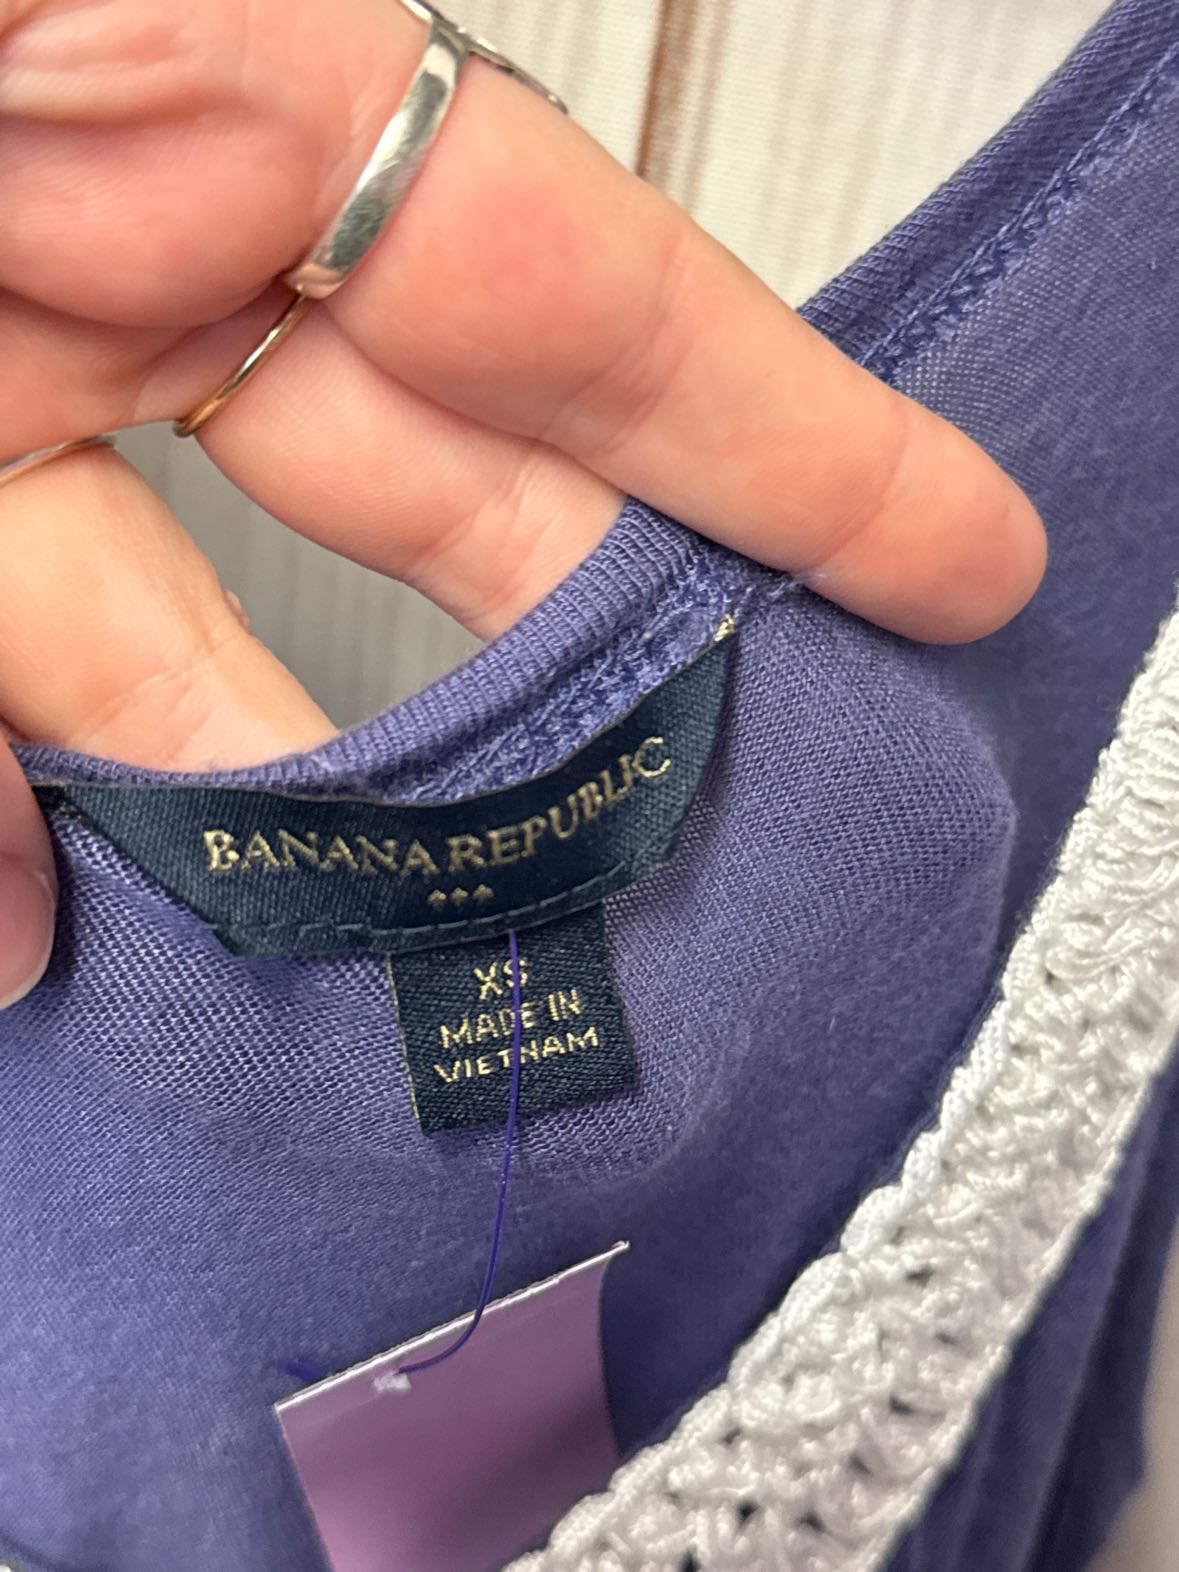 BANANA REPUBLIC
***
XS
MADE IN
VIETNAM